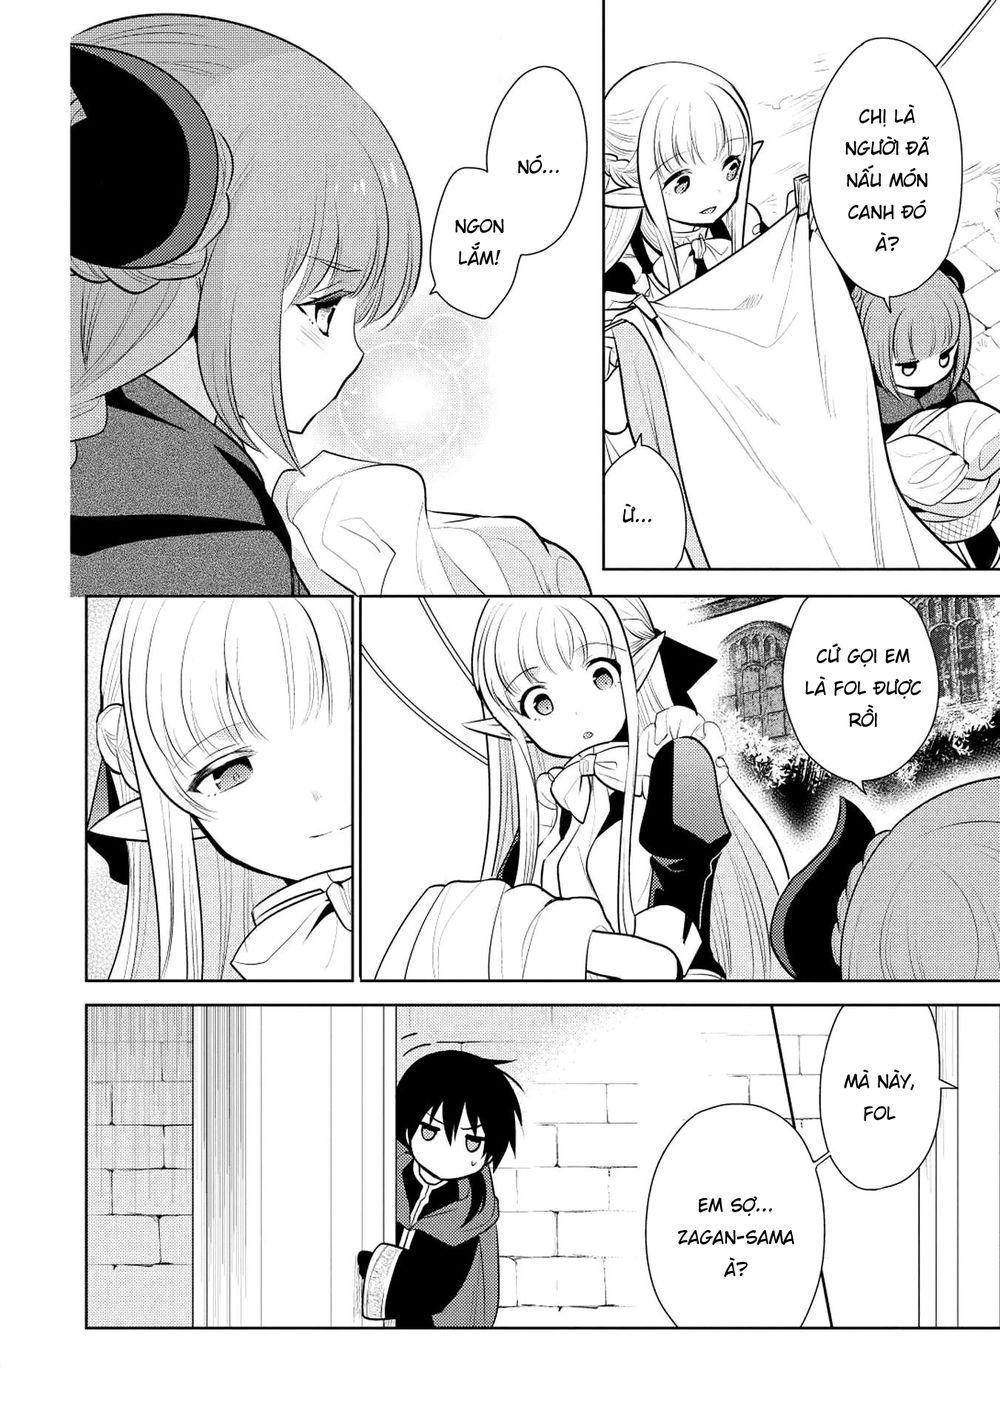 CHỊ LÀ
NGƯỜI ĐÃ
NẤU MÓN
CANH ĐÓ
À?
Ừ...
NÓ...
NGON
LẮM!
CỨ GỌI EM
LÀ FOL ĐƯỢC
RỒI
MÀ NÀY,
FOL
EM SỢ...
ZAGAN-SAMA
À?